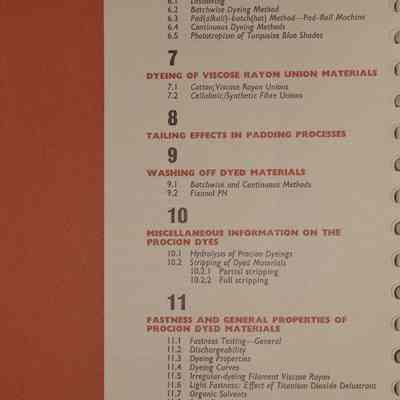 6.1
6.2 Batchwise Dyeing Method
6.3 Pad(alkali)-batch(hot) Method—Pad-Roll Machine
6.4 Continuous Dyeing Methods
6.5 Phototropism of Turquoise Blue Shades
7
DYEING OF VISCOSE RAYON UNION MATERIALS
7.1 Cotton/Viscose Rayon Unions
7.2 Cellulosic/Synthetic Fibre Unions
8
TAILING EFFECTS IN PADDING PROCESSES
9
WASHING OFF DYED MATERIALS
9.1 Batchwise and Continuous Methods
9.2 Fixanol PN
10
MISCELLANEOUS INFORMATION ON THE
PROCION DYES
10.1 Hydrolysis of Procion Dyeings
10.2 Stripping of Dyed Materials
10.2.1 Partial stripping
10.2.2 Full stripping
11
FASTNESS AND GENERAL PROPERTIES OF
PROCION DYED MATERIALS
11.1 Fastness Testing—General
11.2 Dischargeability
11.3 Dyeing Properties
11.4 Dyeing Curves
11.5 Irregular-dyeing Filament Viscose Rayon
11.6 Light Fastness: Effect of Titanium Dioxide Delustrant
11.7 Organic Solvents